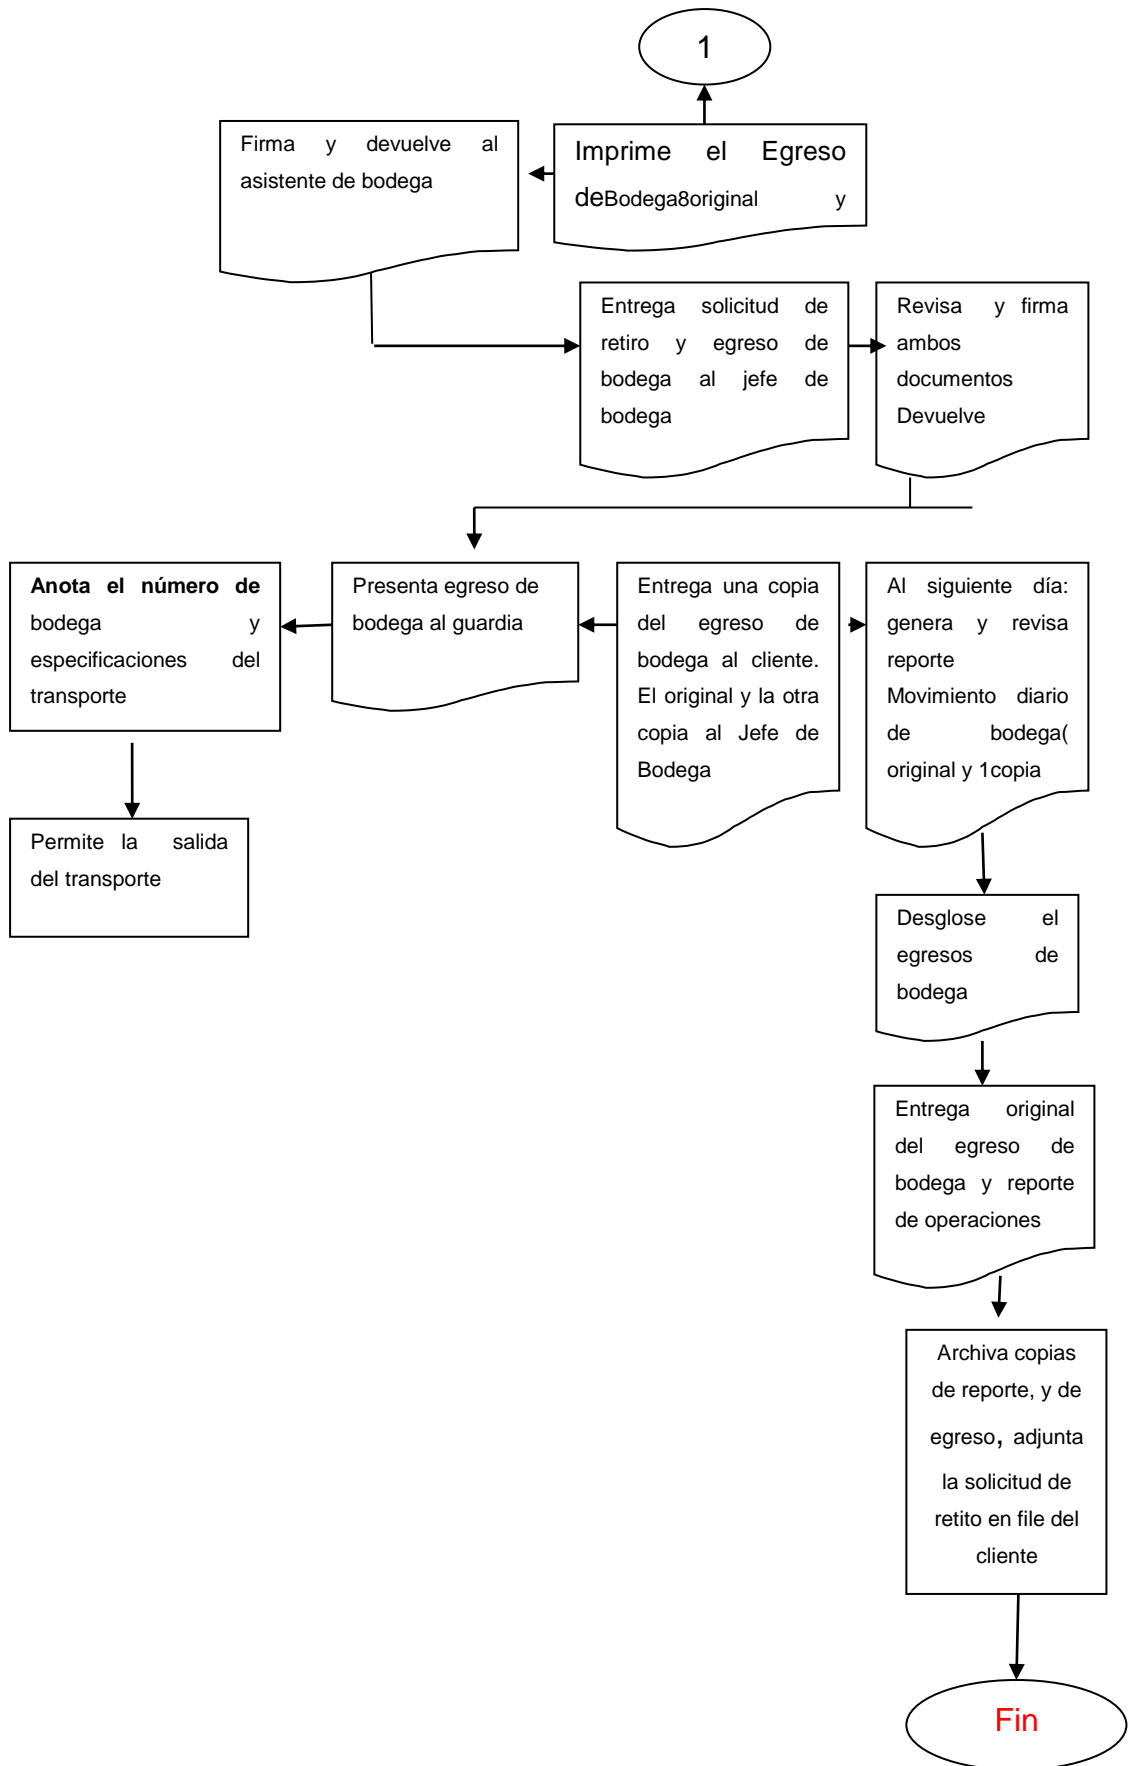 1
Firma y devuelve al
asistente de bodega
Imprime el Egreso
deBodega8original y
Entrega solicitud de
retiro y egreso de
bodega al jefe de
bodega
Revisa y firma
ambos
documentos
Devuelve
Anota el número de
bodega y
especificaciones del
transporte
Presenta egreso de
bodega al guardia
Entrega una copia
del egreso de
bodega al cliente.
El original y la otra
copia al Jefe de
Bodega
Al siguiente día:
genera y revisa
reporte
Movimiento diario
de bodega(
original y 1copia
Permite la salida
del transporte
Desglose el
egresos de
bodega
Entrega original
del egreso de
bodega y reporte
de operaciones
Archiva copias
de reporte, y de
egreso, adjunta
la solicitud de
retito en file del
cliente
Fin